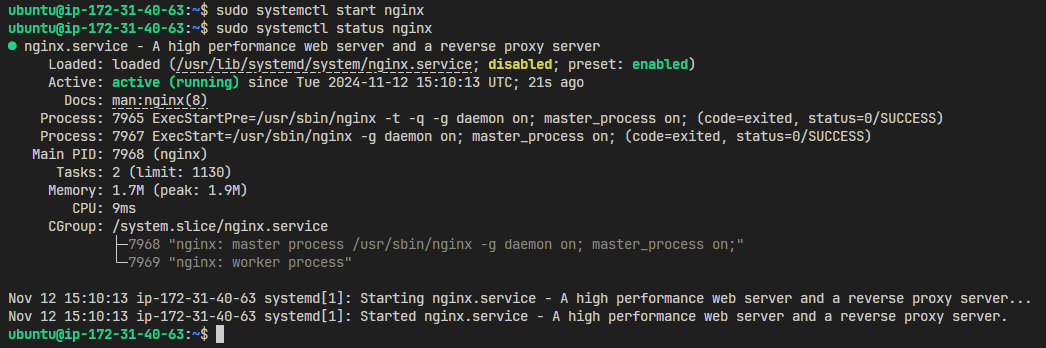 ubuntu@ip-172-31-40-63:~$ sudo systemctl start nginx
ubuntu@ip-172-31-40-63:~$ sudo systemctl status nginx
● nginx.service - A high performance web server and a reverse proxy server
     Loaded: loaded (/usr/lib/systemd/system/nginx.service; disabled; preset: enabled)
     Active: active (running) since Tue 2024-11-12 15:10:13 UTC; 21s ago
       Docs: man:nginx(8)
    Process: 7965 ExecStartPre=/usr/sbin/nginx -t -q -g daemon on; master_process on; (code=exited, status=0/SUCCESS)
    Process: 7967 ExecStart=/usr/sbin/nginx -g daemon on; master_process on; (code=exited, status=0/SUCCESS)
   Main PID: 7968 (nginx)
      Tasks: 2 (limit: 1130)
     Memory: 1.7M (peak: 1.9M)
        CPU: 9ms
     CGroup: /system.slice/nginx.service
             ├─7968 "nginx: master process /usr/sbin/nginx -g daemon on; master_process on;"
             └─7969 "nginx: worker process"
Nov 12 15:10:13 ip-172-31-40-63 systemd[1]: Starting nginx.service - A high performance web server and a reverse proxy server...
Nov 12 15:10:13 ip-172-31-40-63 systemd[1]: Started nginx.service - A high performance web server and a reverse proxy server.
ubuntu@ip-172-31-40-63:~$